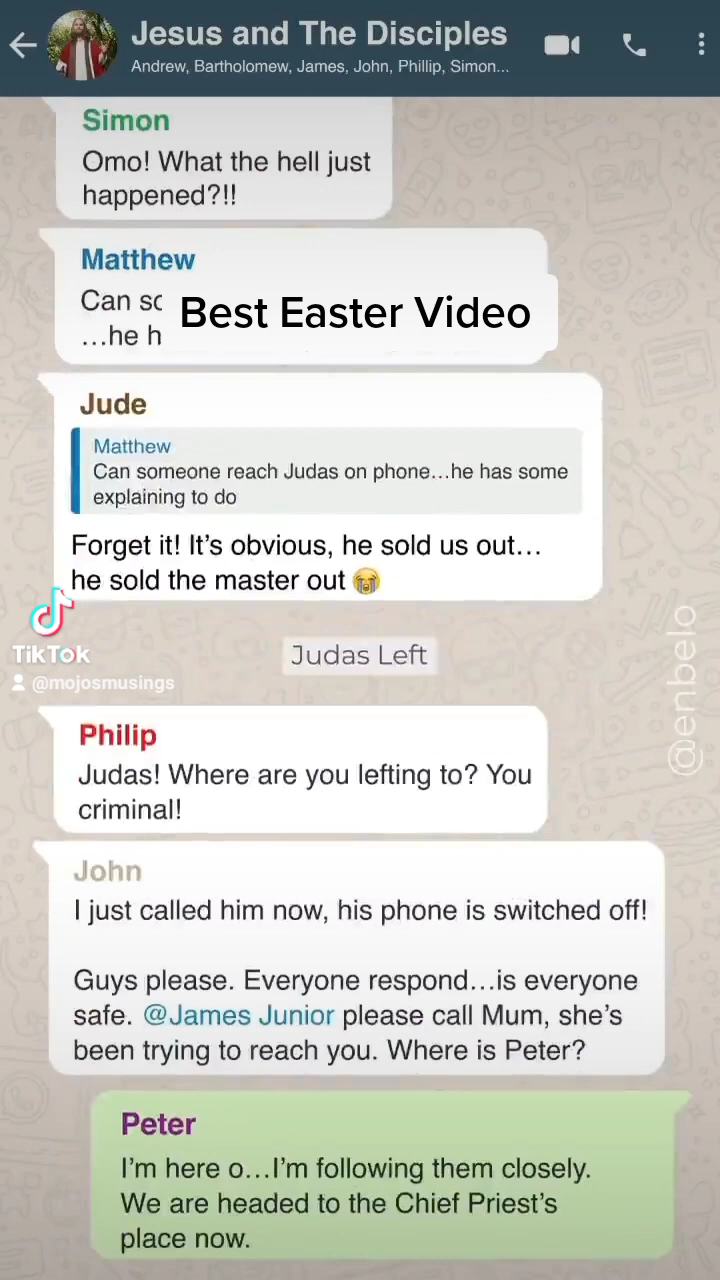 Jesus and The Disciples
Andrew, Bartholomew, James, John, Phillip, Simon...
Simon
Omo! What the hell just
happened?!!
Matthew
Can so
...he h
Best Easter Video
Jude
Matthew
Can someone reach Judas on phone...he has some
explaining to do
Forget it! It's obvious, he sold us out...
he sold the master out 😭
TikTok
@mojosmusings
Judas Left
@enbelo
Philip
Judas! Where are you lefting to? You
criminal!
John
I just called him now, his phone is switched off!
Guys please. Everyone respond...is everyone
safe. @James Junior please call Mum, she's
been trying to reach you. Where is Peter?
Peter
I'm here o...I'm following them closely.
We are headed to the Chief Priest's
place now.